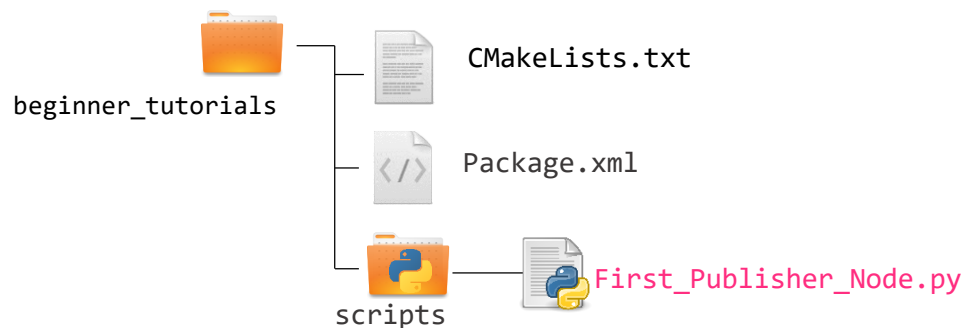 CMakeLists.txt
beginner_tutorials
Package.xml
First_Publisher_Node.py
scripts